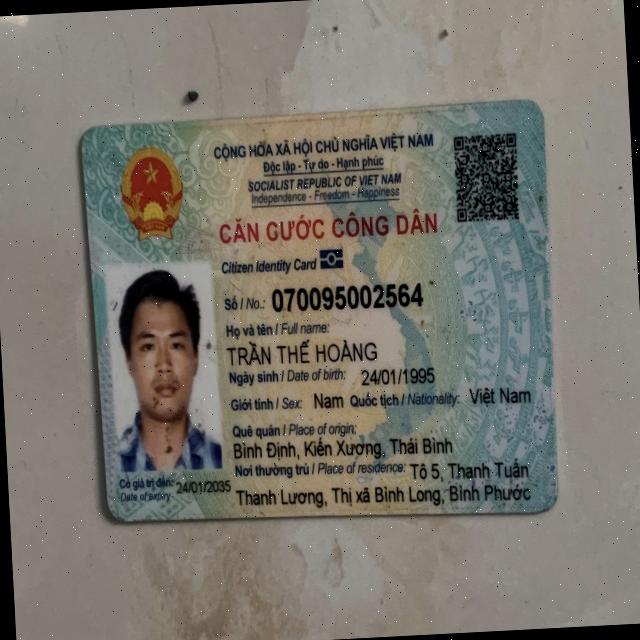 CỘNG HÒA XÃ HỘI CHỦ NGHĨA VIỆT NAM
Độc lập - Tự do - Hạnh phúc
SOCIALIST REPUBLIC OF VIET NAM
Independence - Freedom - Happiness
CĂN CƯỚC CÔNG DÂN
Citizen Identity Card
Số / No.: 070095002564
Họ và tên / Full name:
TRẦN THẾ HOÀNG
Ngày sinh / Date of birth: 24/01/1995
Giới tính / Sex: Nam Quốc tịch / Nationality: Việt Nam
Quê quán / Place of origin:
Bình Định, Kiến Xương, Thái Bình
Nơi thường trú / Place of residence: Tổ 5, Thanh Tuấn
Thanh Lương, Thị xã Bình Long, Bình Phước
Có giá trị đến: 24/01/2035
Date of expiry